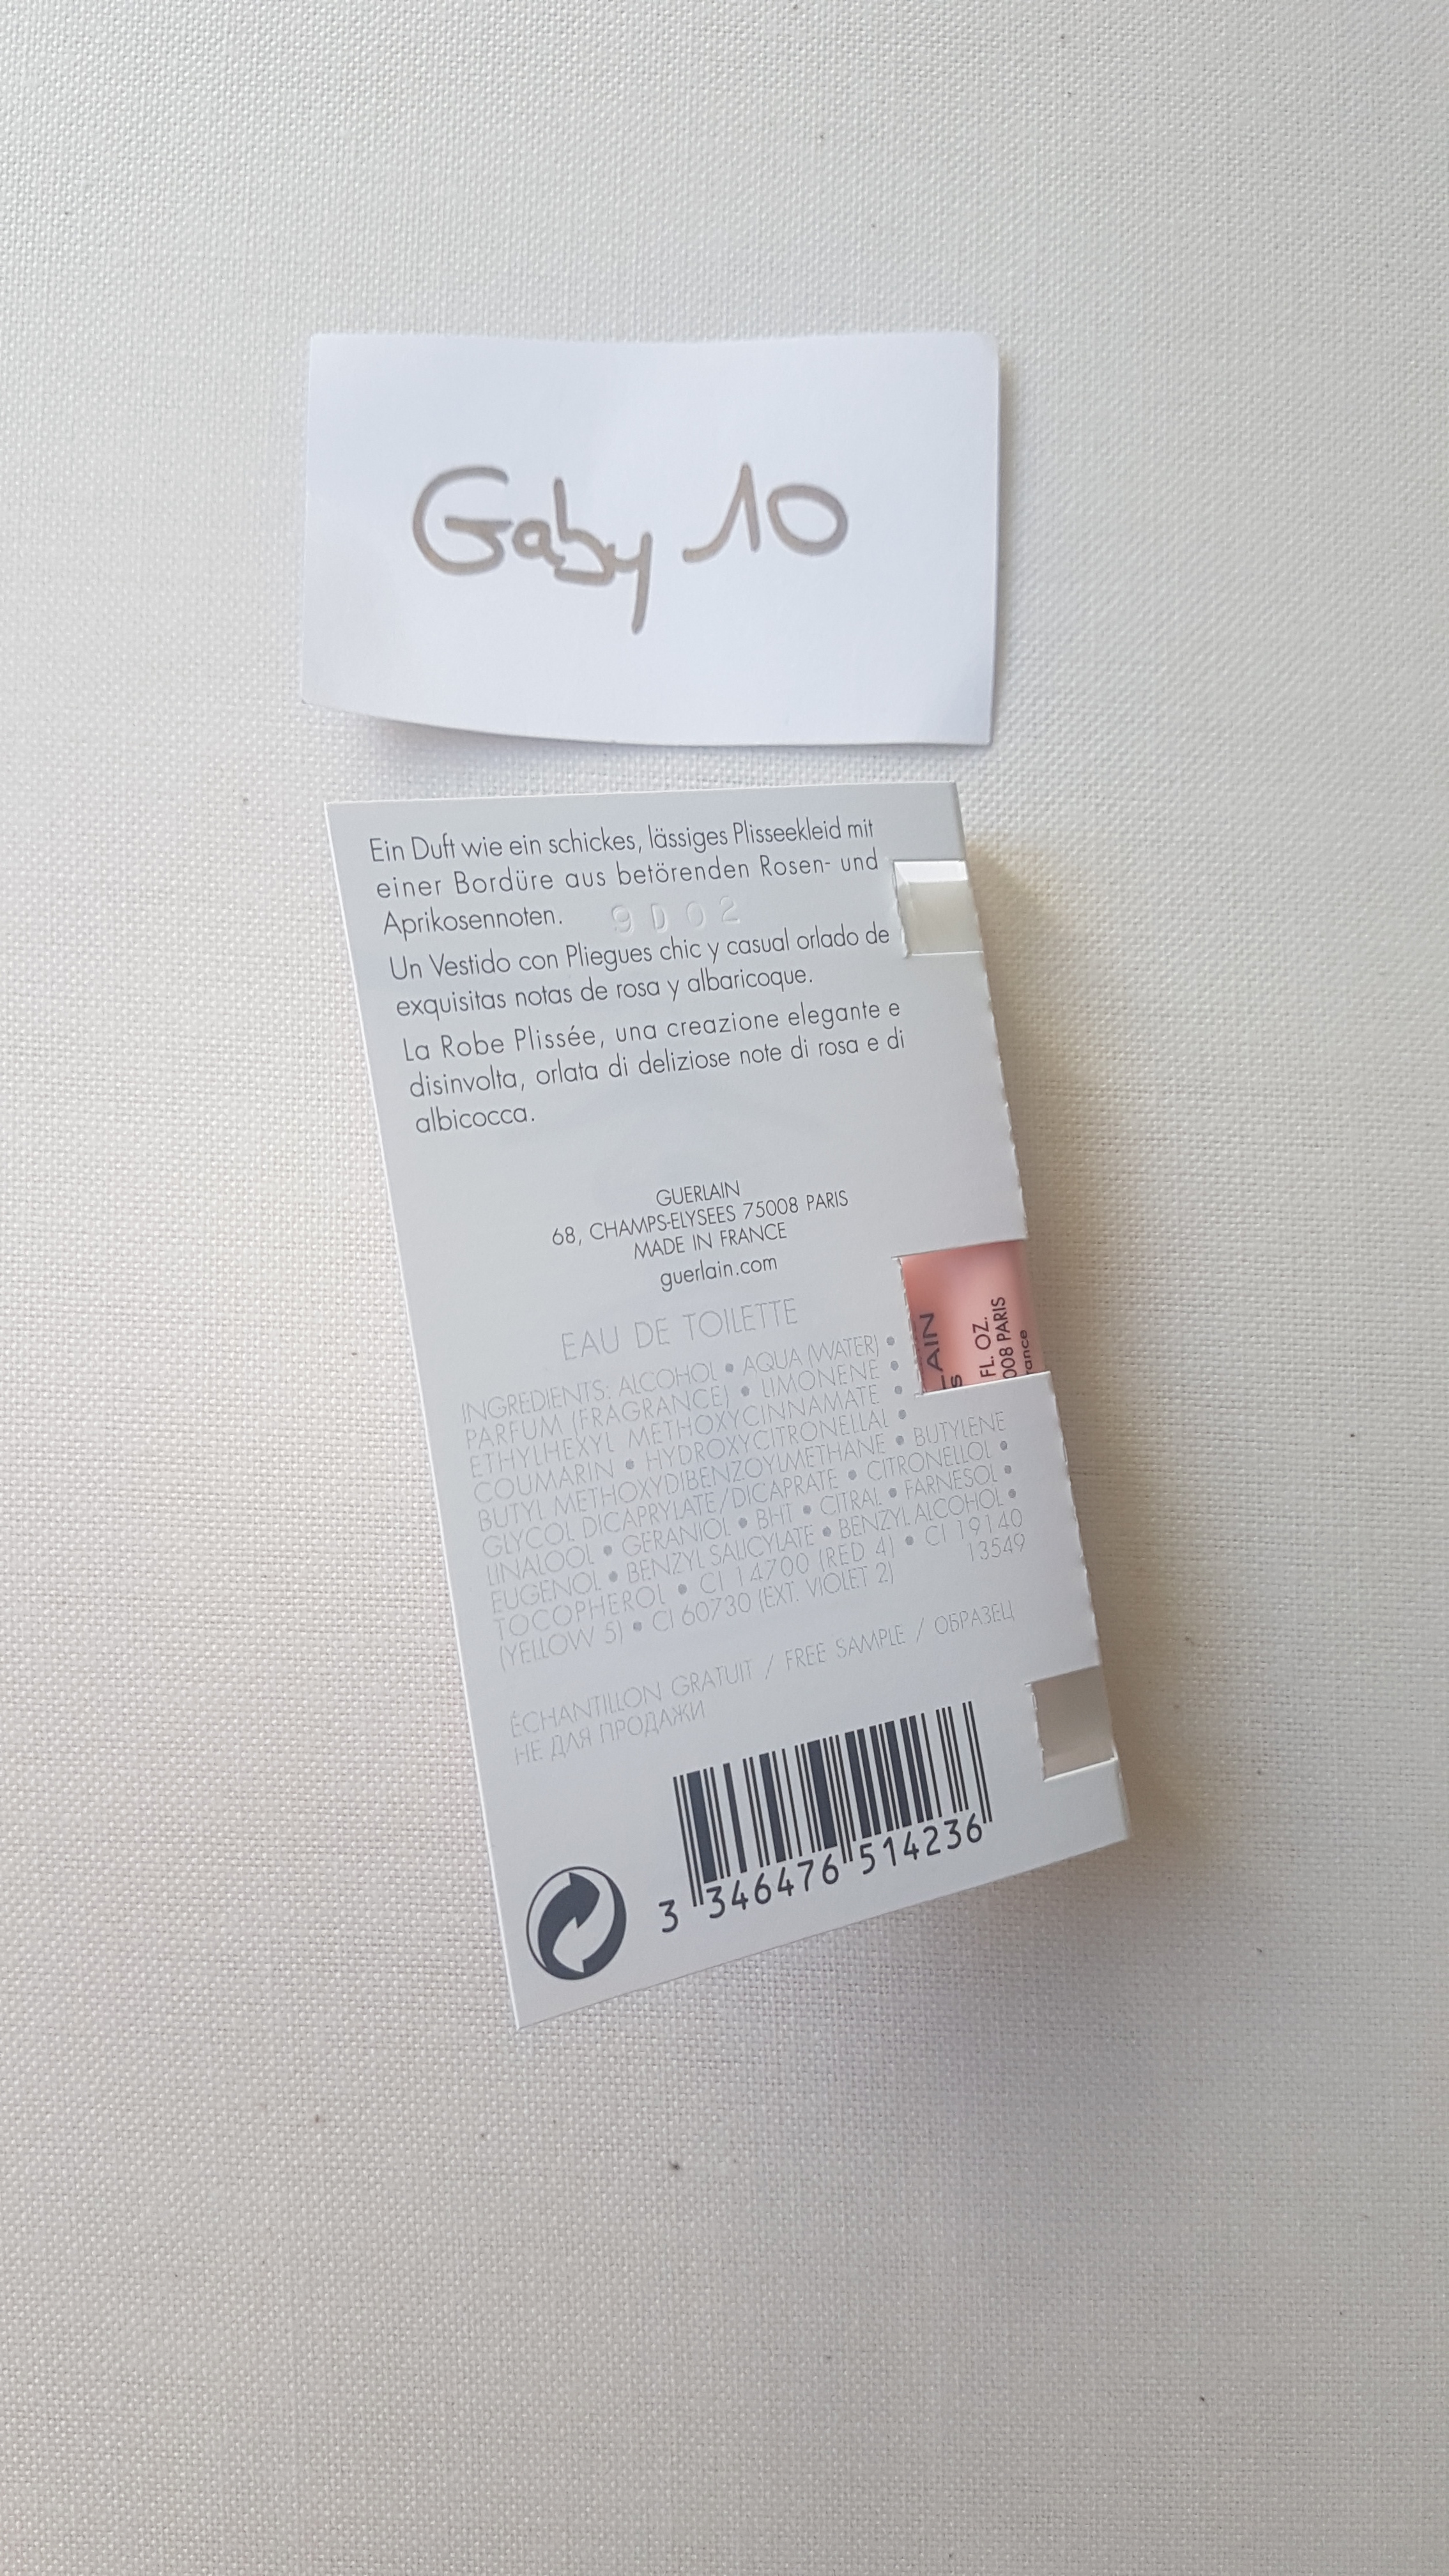 Gaby 10
Ein Duft wie ein schickes, lässiges Plisseekleid mit
einer Bordüre aus betörenden Rosen- und
Aprikosennoten.
9D02
Un Vestido con Pliegues chic y casual orlado de
exquisitas notas de rosa y albaricoque.
La Robe Plissée, una creazione elegante e
disinvolta, orlata di deliziose note di rosa e di
albicocca.
GUERLAIN
68, CHAMPS-ELYSEES 75008 PARIS
MADE IN FRANCE
guerlain.com
EAU DE TOILETTE
INGREDIENTS: ALCOHOL • AQUA (WATER) •
PARFUM (FRAGRANCE) • LIMONENE •
ETHYLHEXYL METHOXYCINNAMATE •
COUMARIN • HYDROXYCITRONELLAL •
BUTYL METHOXYDIBENZOYLMETHANE • BUTYLENE
GLYCOL DICAPRYLATE/DICAPRATE • CITRONELLOL •
LINALOOL • GERANIOL • BHT • CITRAL • FARNESOL •
EUGENOL • BENZYL SALICYLATE • BENZYL ALCOHOL •
TOCOPHEROL • CI 14700 (RED 4) • CI 19140
(YELLOW 5) • CI 60730 (EXT. VIOLET 2) 13549
ÉCHANTILLON GRATUIT / FREE SAMPLE / ОБРАЗЕЦ
НЕ ДЛЯ ПРОДАЖИ
3 346476 514236
AIN
S
FL. OZ.
008 PARIS
rance